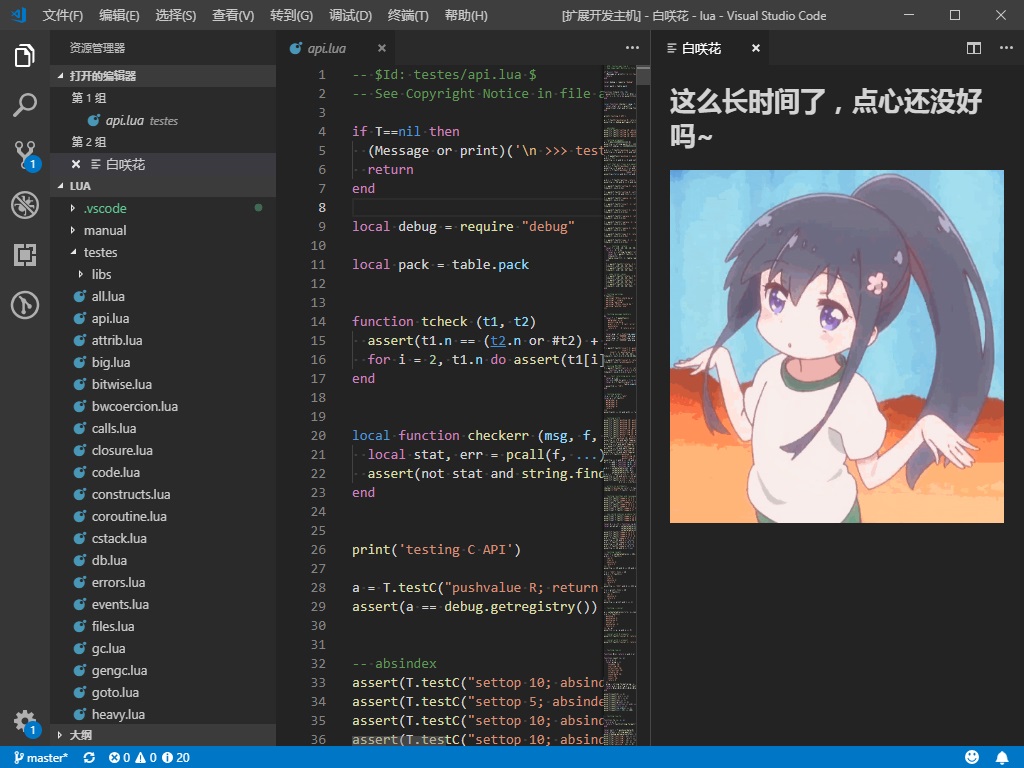 文件(F) 编辑(E) 选择(S) 查看(V) 转到(G) 调试(D) 终端(T) 帮助(H) [扩展开发主机] - 白咲花 - lua - Visual Studio Code
资源管理器
打开的编辑器
第 1 组
api.lua testes
第 2 组
白咲花
LUA
.vscode
manual
testes
libs
all.lua
api.lua
attrib.lua
big.lua
bitwise.lua
bwcoercion.lua
calls.lua
closure.lua
code.lua
constructs.lua
coroutine.lua
cstack.lua
db.lua
errors.lua
events.lua
files.lua
gc.lua
gengc.lua
goto.lua
heavy.lua
大纲
1
1
api.lua
1 -- $Id: testes/api.lua $
2 -- See Copyright Notice in file a
3
4 if T==nil then
5 (Message or print)('\n >>> test
6 return
7 end
8
9 local debug = require "debug"
10
11 local pack = table.pack
12
13
14 function tcheck (t1, t2)
15 assert(t1.n == (t2.n or #t2) +
16 for i = 2, t1.n do assert(t1[i]
17 end
18
19
20 local function checkerr (msg, f,
21 local stat, err = pcall(f, ...)
22 assert(not stat and string.find
23 end
24
25
26 print('testing C API')
27
28 a = T.testC("pushvalue R; return
29 assert(a == debug.getregistry())
30
31
32 -- absindex
33 assert(T.testC("settop 10; absind
34 assert(T.testC("settop 5; absinde
35 assert(T.testC("settop 10; absind
36 assert(T.testC("settop 10; absind
白咲花
这么长时间了，点心还没好
吗~
master* 0 0 20